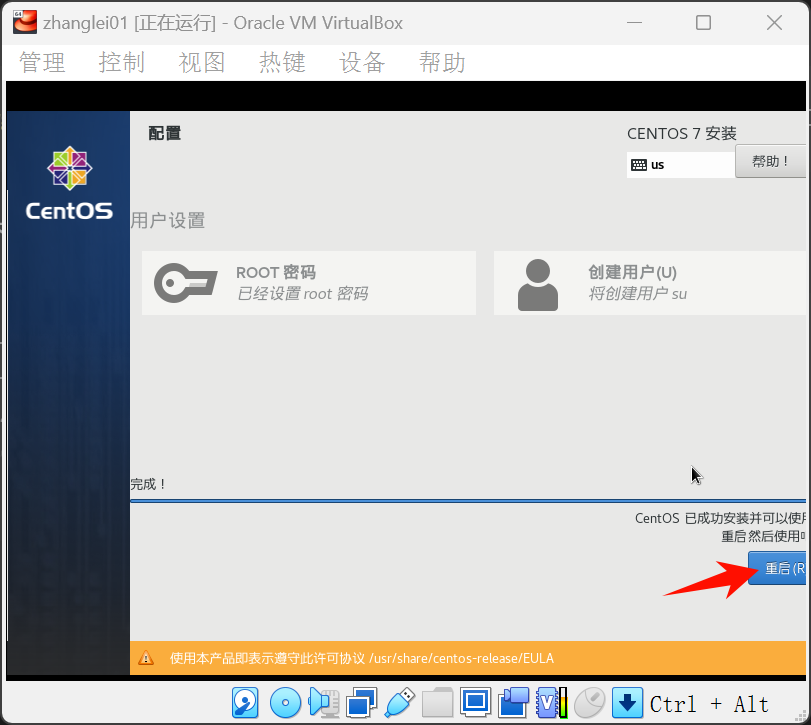 64
zhanglei01 [正在运行] - Oracle VM VirtualBox
管理 控制 视图 热键 设备 帮助
配置
CENTOS 7 安装
us
帮助！
CentOS
用户设置
ROOT 密码
已经设置 root 密码
创建用户(U)
将创建用户 su
完成！
CentOS 已成功安装并可以使
重启然后使用
重启(R
使用本产品即表示遵守此许可协议 /usr/share/centos-release/EULA
V
Ctrl + Alt